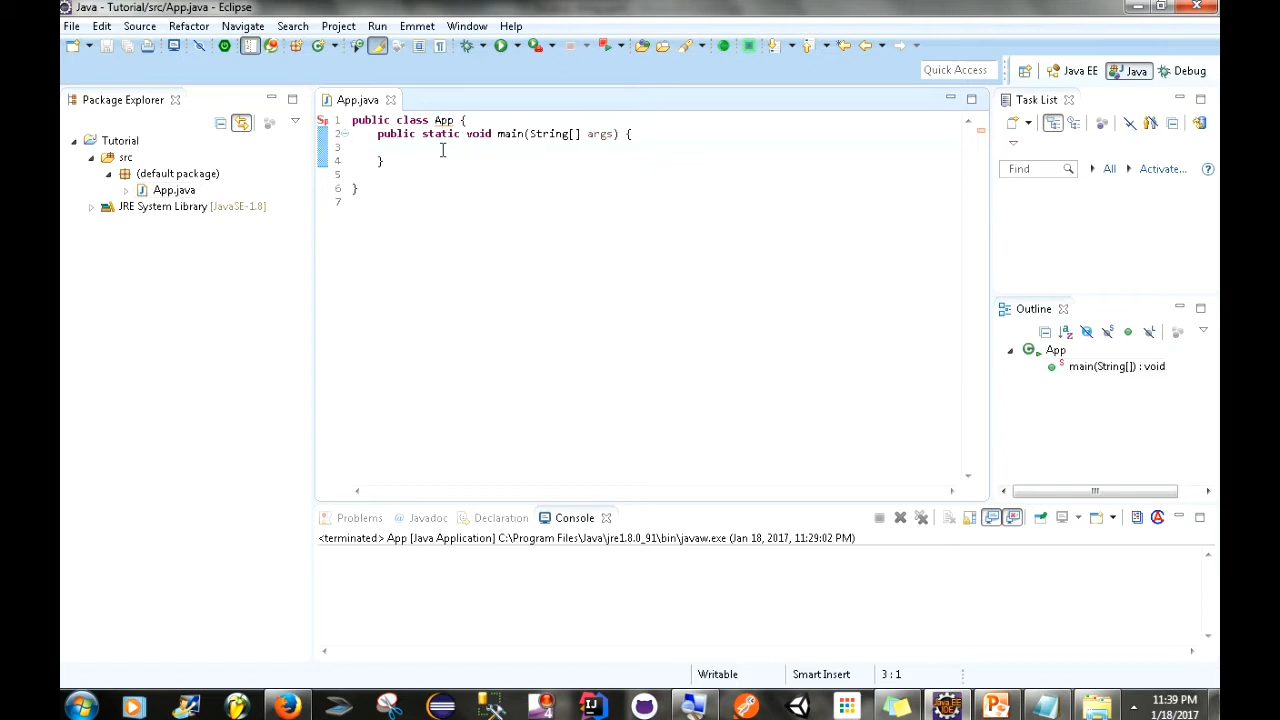 Java - Tutorial/src/App.java - Eclipse
File Edit Source Refactor Navigate Search Project Run Emmet Window Help
Quick Access Java EE Java Debug
Package Explorer
Tutorial
src
(default package)
App.java
JRE System Library [JavaSE-1.8]
App.java
1 public class App {
2 public static void main(String[] args) {
3
4 }
5
6 }
7
Task List
Find All Activate...
Outline
App
main(String[]) : void
Problems @ Javadoc Declaration Console
<terminated> App [Java Application] C:\Program Files\Java\jre1.8.0_91\bin\javaw.exe (Jan 18, 2017, 11:29:02 PM)
Writable Smart Insert 3 : 1
11:39 PM
1/18/2017